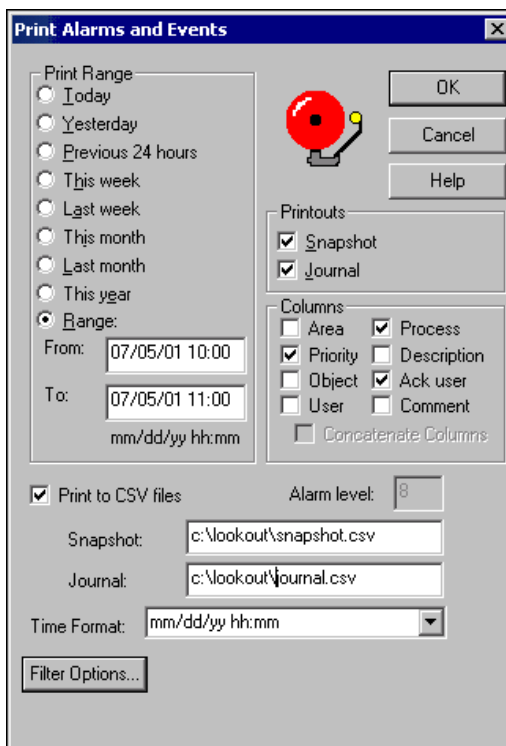 Print Alarms and Events
Print Range
Today
Yesterday
Previous 24 hours
This week
Last week
This month
Last month
This year
Range:
From: 07/05/01 10:00
To: 07/05/01 11:00
mm/dd/yy hh:mm
OK
Cancel
Help
Printouts
Snapshot
Journal
Columns
Area Process
Priority Description
Object Ack user
User Comment
Concatenate Columns
Print to CSV files Alarm level: 8
Snapshot: c:\lookout\snapshot.csv
Journal: c:\lookout\journal.csv
Time Format: mm/dd/yy hh:mm
Filter Options...